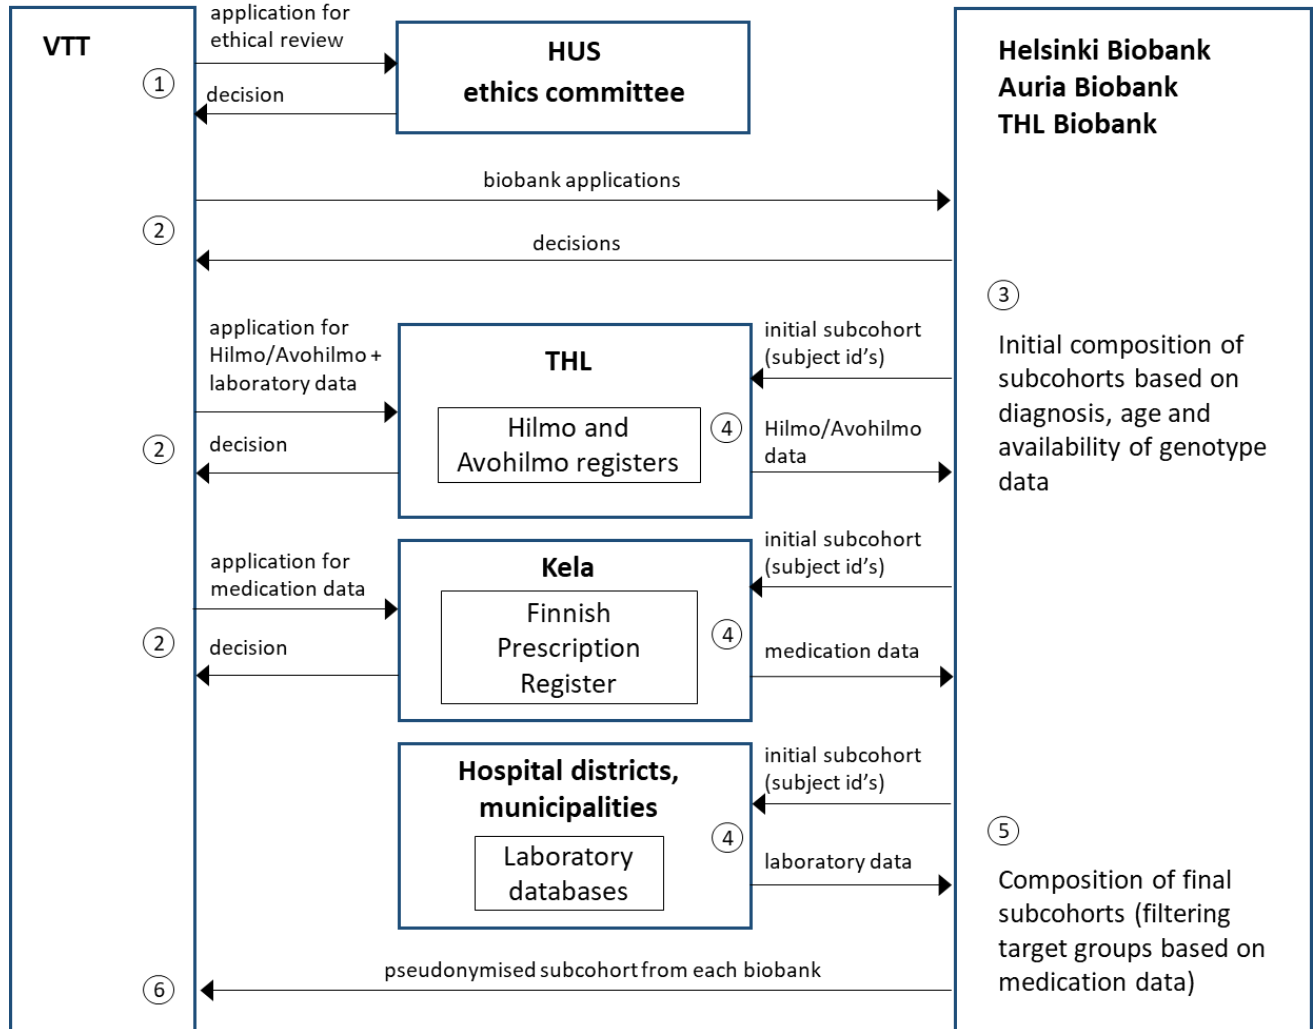 VTT
application for
ethical review
1
decision
HUS
ethics committee
Helsinki Biobank
Auria Biobank
THL Biobank
biobank applications
2
decisions
3
Initial composition of
subcohorts based on
diagnosis, age and
availability of genotype
data
application for
Hilmo/Avohilmo +
laboratory data
2
decision
THL
Hilmo and
Avohilmo registers
4
initial subcohort
(subject id's)
Hilmo/Avohilmo
data
application for
medication data
2
decision
Kela
Finnish
Prescription
Register
4
initial subcohort
(subject id's)
medication data
Hospital districts,
municipalities
Laboratory
databases
4
initial subcohort
(subject id's)
laboratory data
5
Composition of final
subcohorts (filtering
target groups based on
medication data)
6
pseudonymised subcohort from each biobank